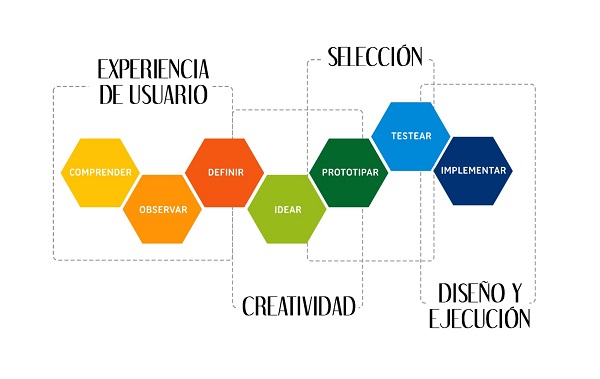 EXPERIENCIA
DE USUARIO
SELECCIÓN
COMPRENDER
OBSERVAR
DEFINIR
IDEAR
PROTOTIPAR
TESTEAR
IMPLEMENTAR
CREATIVIDAD
DISEÑO Y
EJECUCIÓN